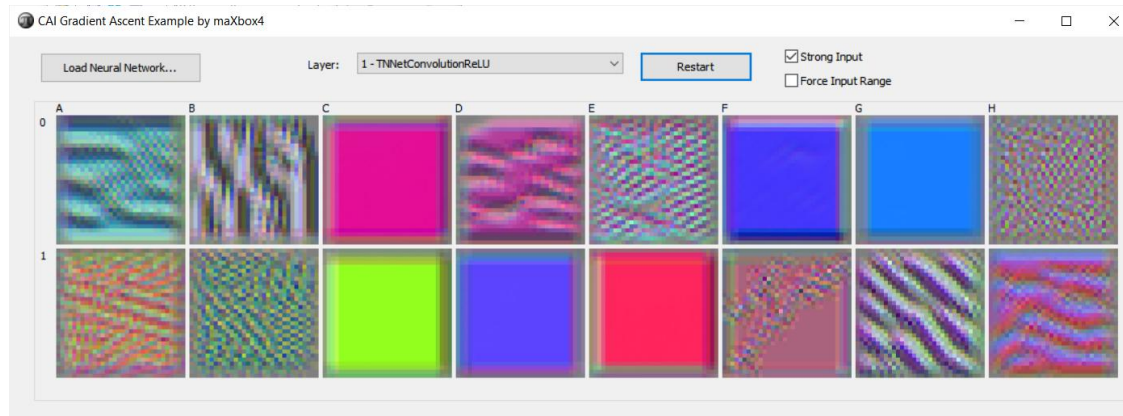 CAI Gradient Ascent Example by maXbox4
Load Neural Network...
Layer:
1 - TNNetConvolutionReLU
Restart
Strong Input
Force Input Range
A B C D E F G H
0
1